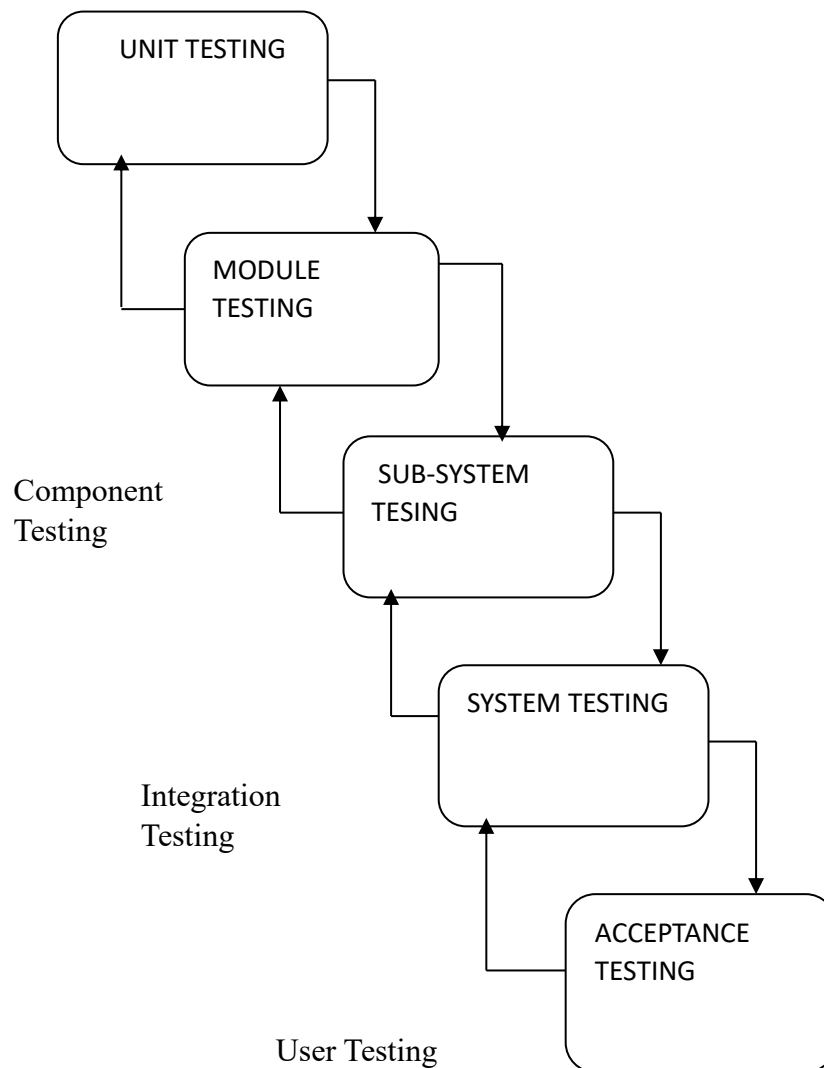 UNIT TESTING
MODULE
TESTING
SUB-SYSTEM
TESING
Component
Testing
SYSTEM TESTING
Integration
Testing
ACCEPTANCE
TESTING
User Testing